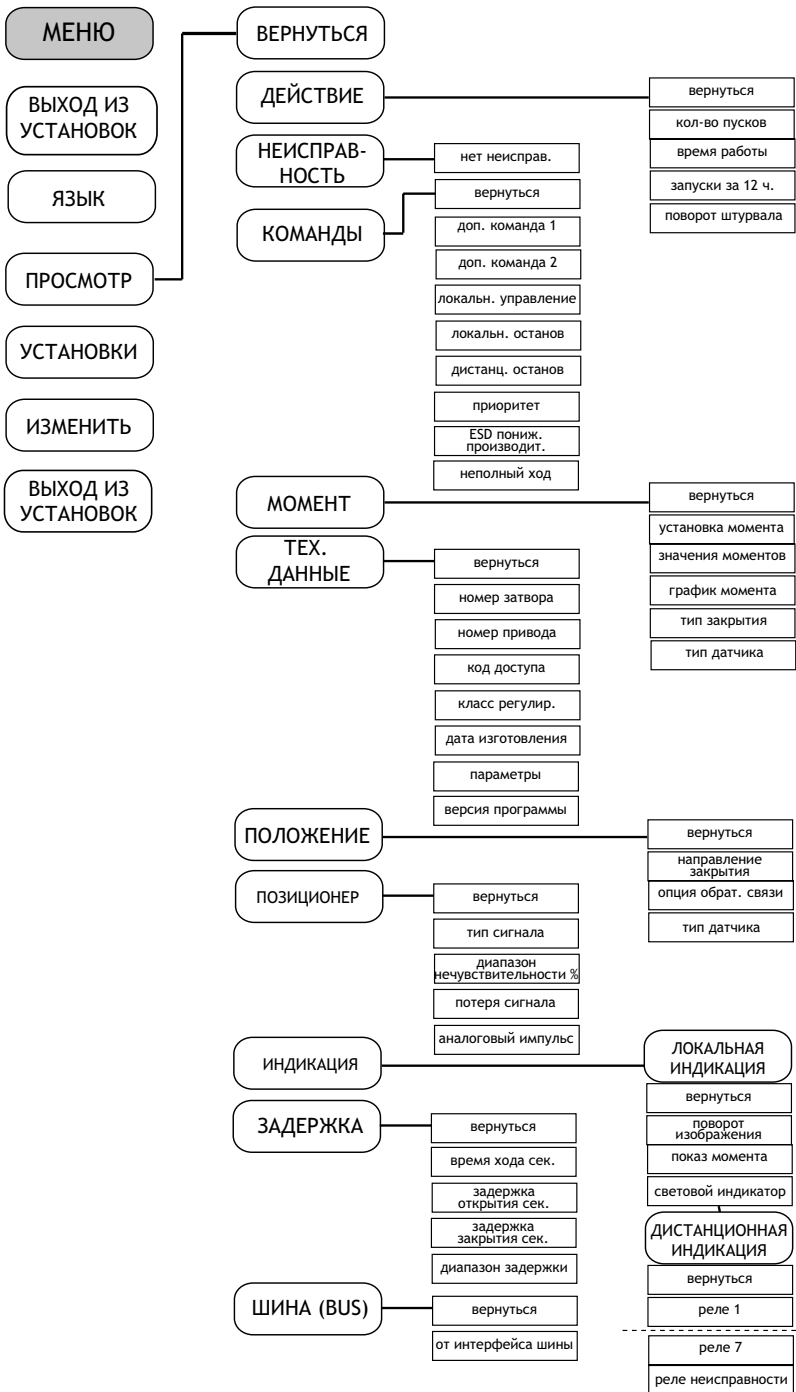 МЕНЮ
ВЫХОД ИЗ
УСТАНОВОК
ЯЗЫК
ПРОСМОТР
УСТАНОВКИ
ИЗМЕНИТЬ
ВЫХОД ИЗ
УСТАНОВОК
ВЕРНУТЬСЯ
ДЕЙСТВИЕ
вернуться
кол-во пусков
время работы
запуски за 12 ч.
поворот штурвала
НЕИСПРАВ-
НОСТЬ
нет неисправ.
КОМАНДЫ
вернуться
доп. команда 1
доп. команда 2
локальн. управление
локальн. останов
дистанц. останов
приоритет
ESD пониж.
производит.
неполный ход
МОМЕНТ
вернуться
установка момента
значения моментов
график момента
тип закрытия
тип датчика
ТЕХ.
ДАННЫЕ
вернуться
номер затвора
номер привода
код доступа
класс регулир.
дата изготовления
параметры
версия программы
ПОЛОЖЕНИЕ
вернуться
направление
закрытия
опция обрат. связи
тип датчика
ПОЗИЦИОНЕР
вернуться
тип сигнала
диапазон
нечувствительности %
потеря сигнала
аналоговый импульс
ИНДИКАЦИЯ
ЛОКАЛЬНАЯ
ИНДИКАЦИЯ
вернуться
поворот
изображения
показ момента
световой индикатор
ДИСТАНЦИОННАЯ
ИНДИКАЦИЯ
вернуться
реле 1
реле 7
реле неисправности
ЗАДЕРЖКА
вернуться
время хода сек.
задержка
открытия сек.
задержка
закрытия сек.
диапазон задержки
ШИНА (BUS)
вернуться
от интерфейса шины